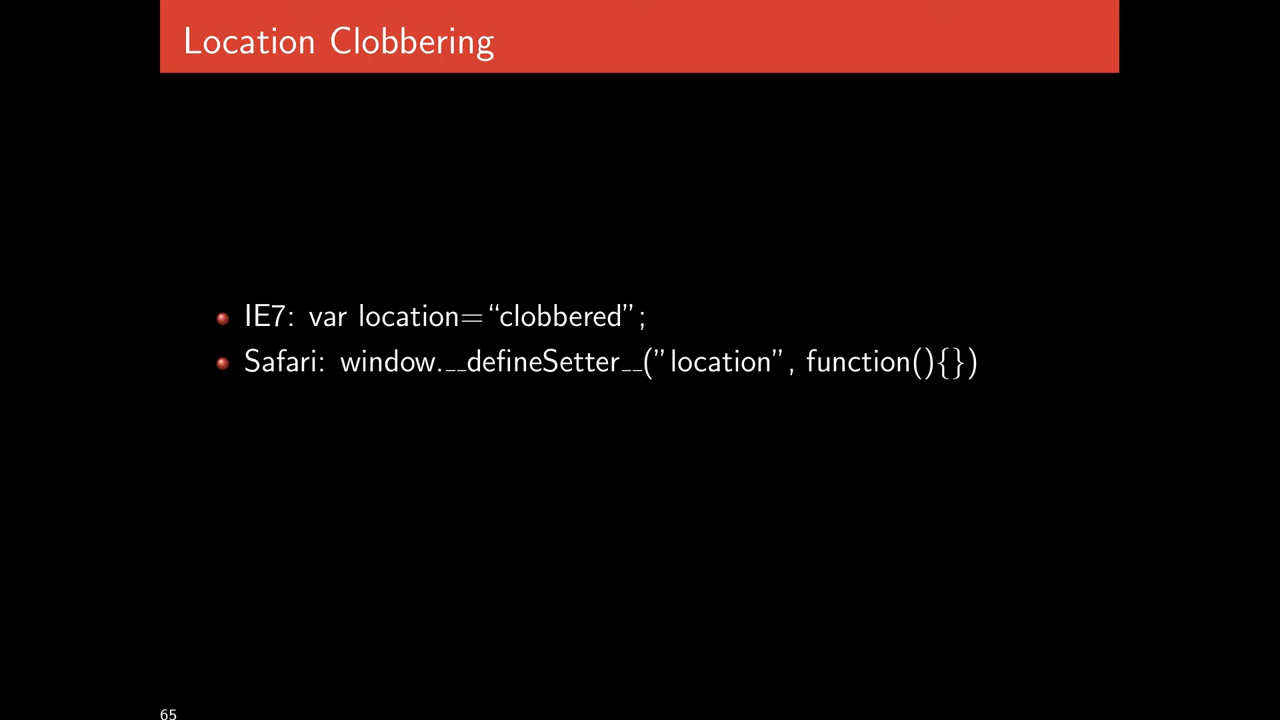 Location Clobbering
IE7: var location=“clobbered”;
Safari: window.__defineSetter__(”location”, function(){})
65